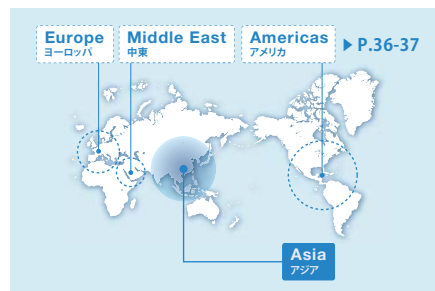 Europe
ヨーロッパ
Middle East
中東
Americas
アメリカ
▶ P.36-37
Asia
アジア